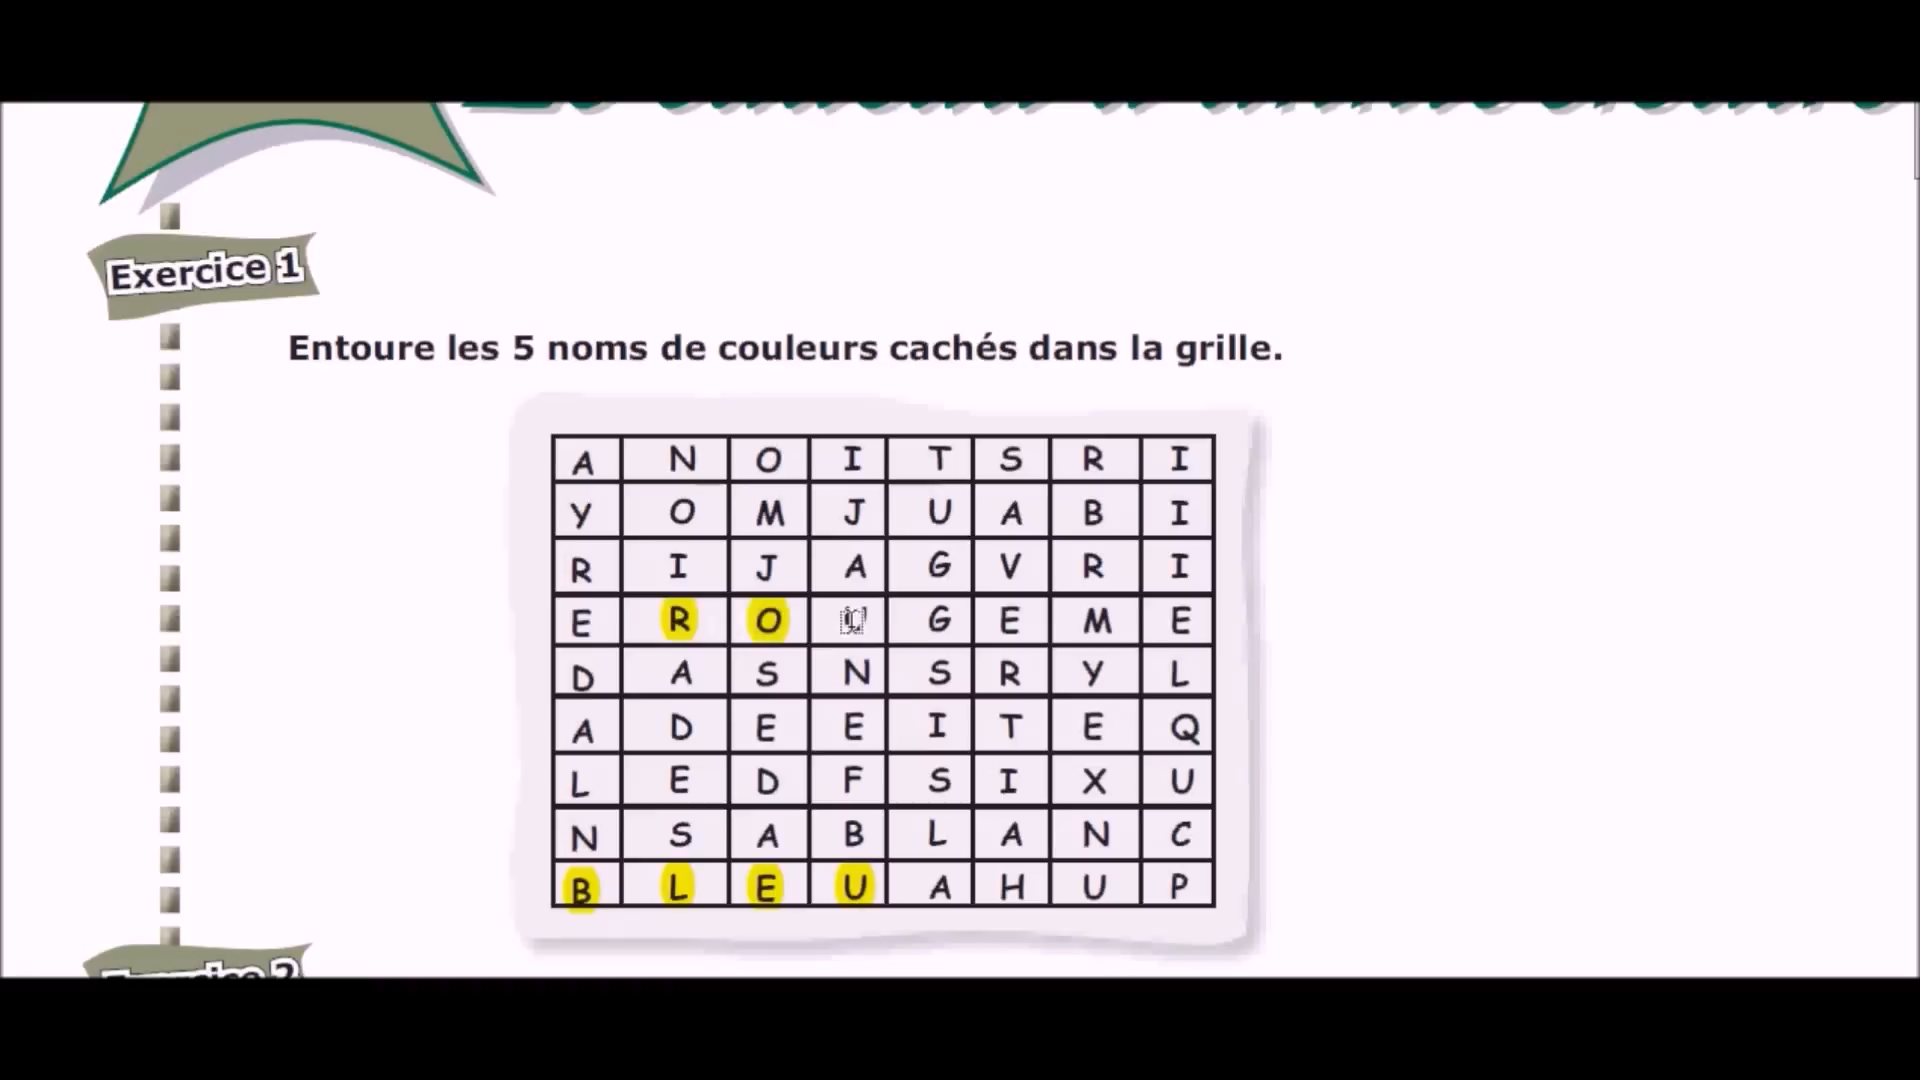 Exercice 1
Entoure les 5 noms de couleurs cachés dans la grille.
A N O I T S R I
Y O M J U A B I
R I J A G V R I
E R O G E M E
D A S N S R Y L
A D E E I T E Q
L E D F S I X U
N S A B L A N C
B L E U A H U P